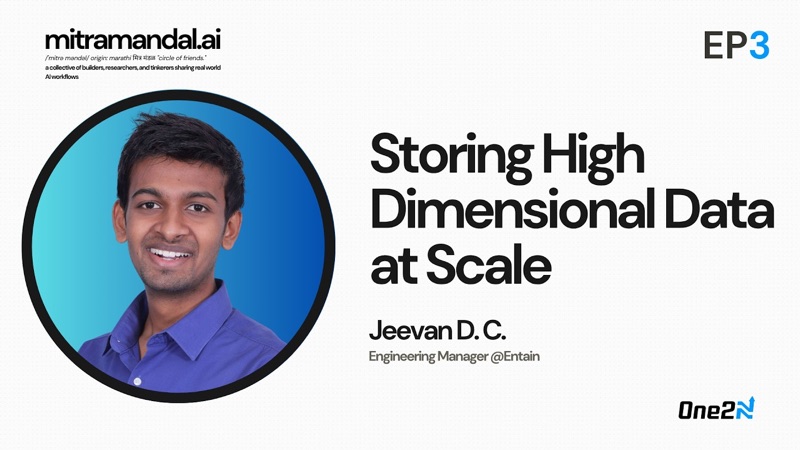 mitramandal.ai
/'mitra mandal/ origin: marathi मित्र मंडळ "circle of friends."
a collective of builders, researchers, and tinkerers sharing real world
AI workflows
EP3
Storing High
Dimensional Data
at Scale
Jeevan D. C.
Engineering Manager @Entain
One2N